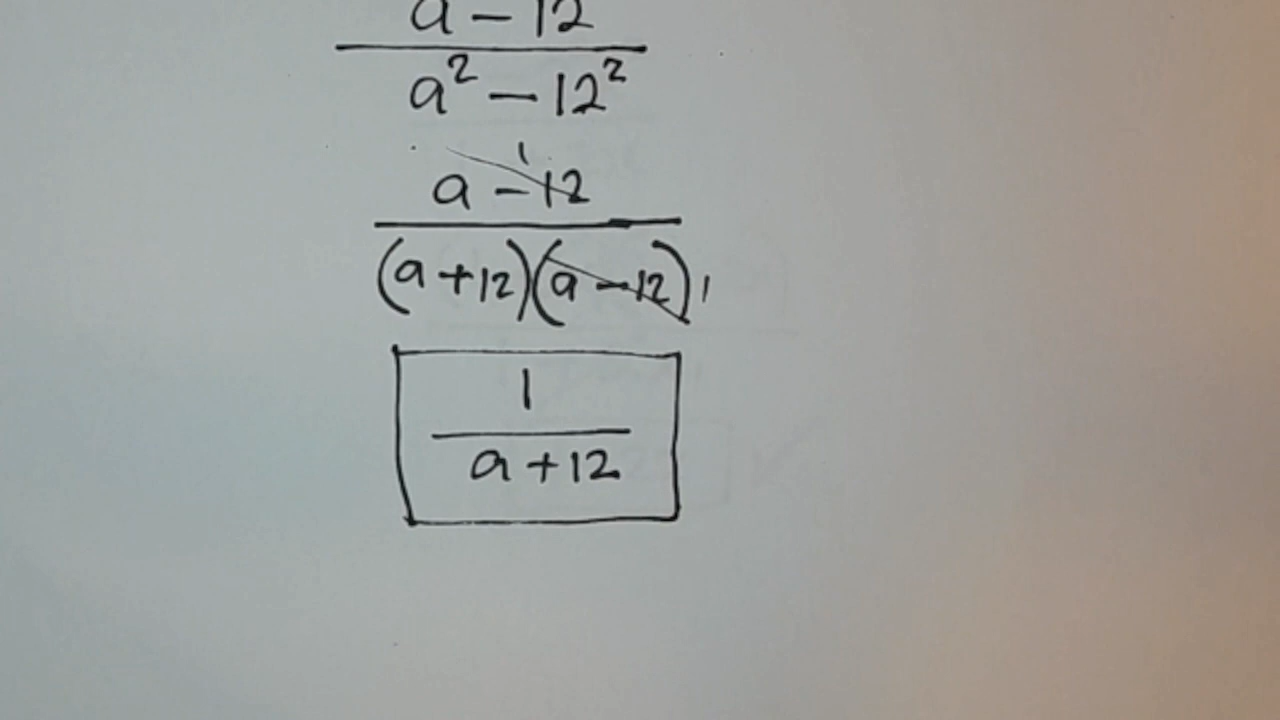 a - 12
a² - 12²
1
a - 12
(a + 12)(a - 12) 1
1
a + 12